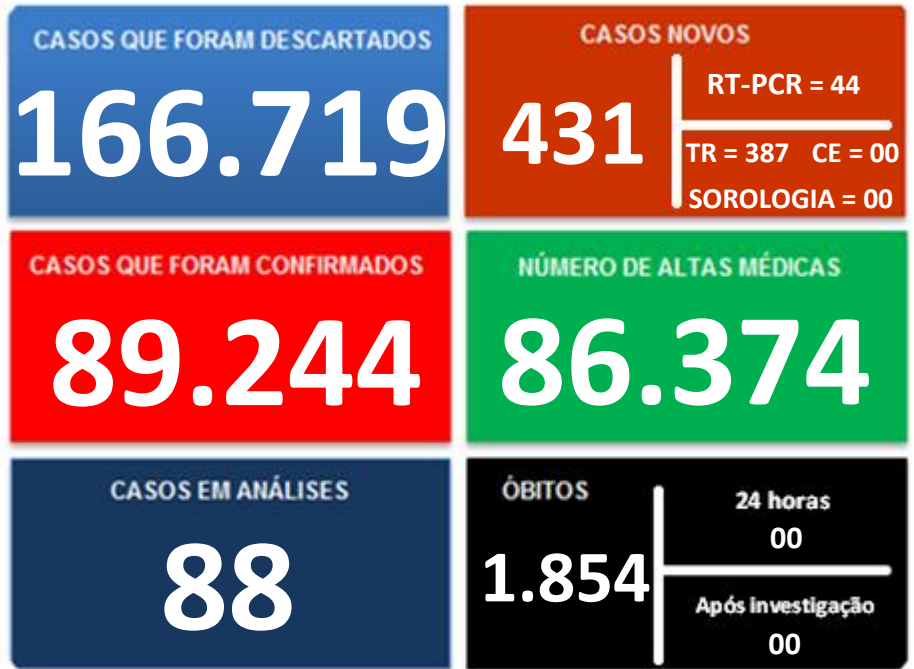 CASOS QUE FORAM DESCARTADOS
166.719
CASOS NOVOS
431
RT-PCR = 44
TR = 387 CE = 00
SOROLOGIA = 00
CASOS QUE FORAM CONFIRMADOS
89.244
NÚMERO DE ALTAS MÉDICAS
86.374
CASOS EM ANÁLISES
88
ÓBITOS
1.854
24 horas
00
Após investigação
00